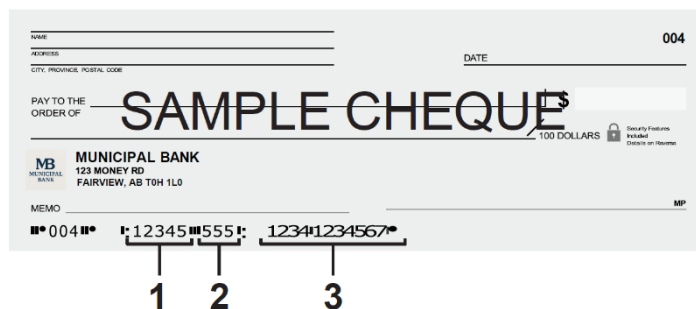 NAME
004
ADDRESS
DATE
CITY, PROVINCE, POSTAL CODE
PAY TO THE
ORDER OF
SAMPLE CHEQUE
$
100 DOLLARS
Security Features
Included
Details on Reverse
MB
MUNICIPAL
BANK
MUNICIPAL BANK
123 MONEY RD
FAIRVIEW, AB T0H 1L0
MEMO
MP
⑈004⑈ ⑆12345⑉555⑆ 1234⑈1234567⑈
1 2 3